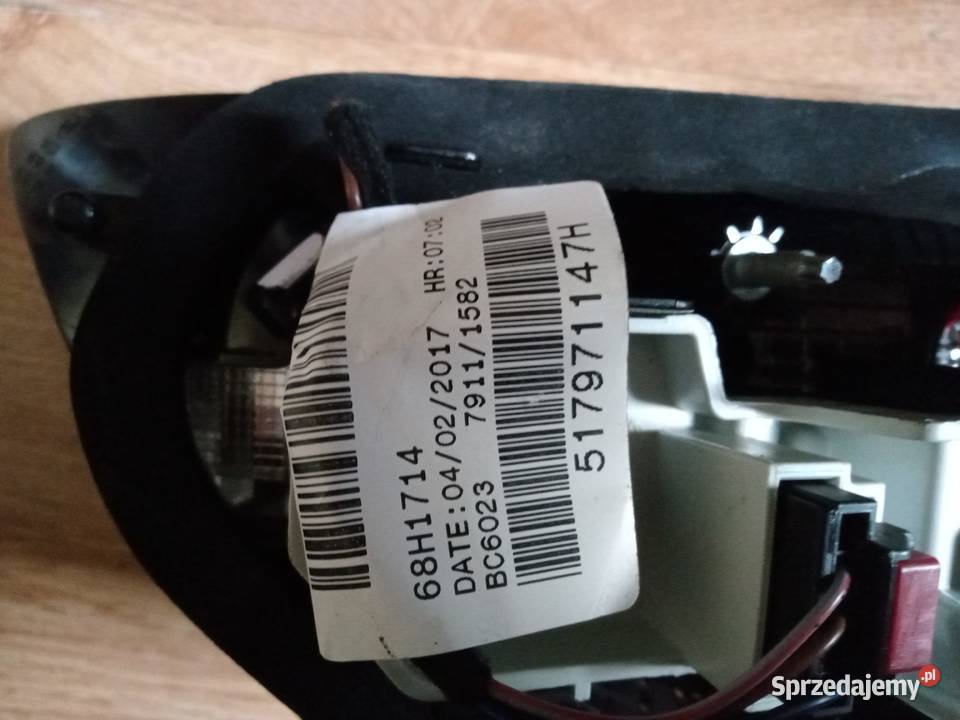 68H1714
DATE:04/02/2017 HR:07:02
BC6023 7911/1582
517971147H
Sprzedajemy.pl